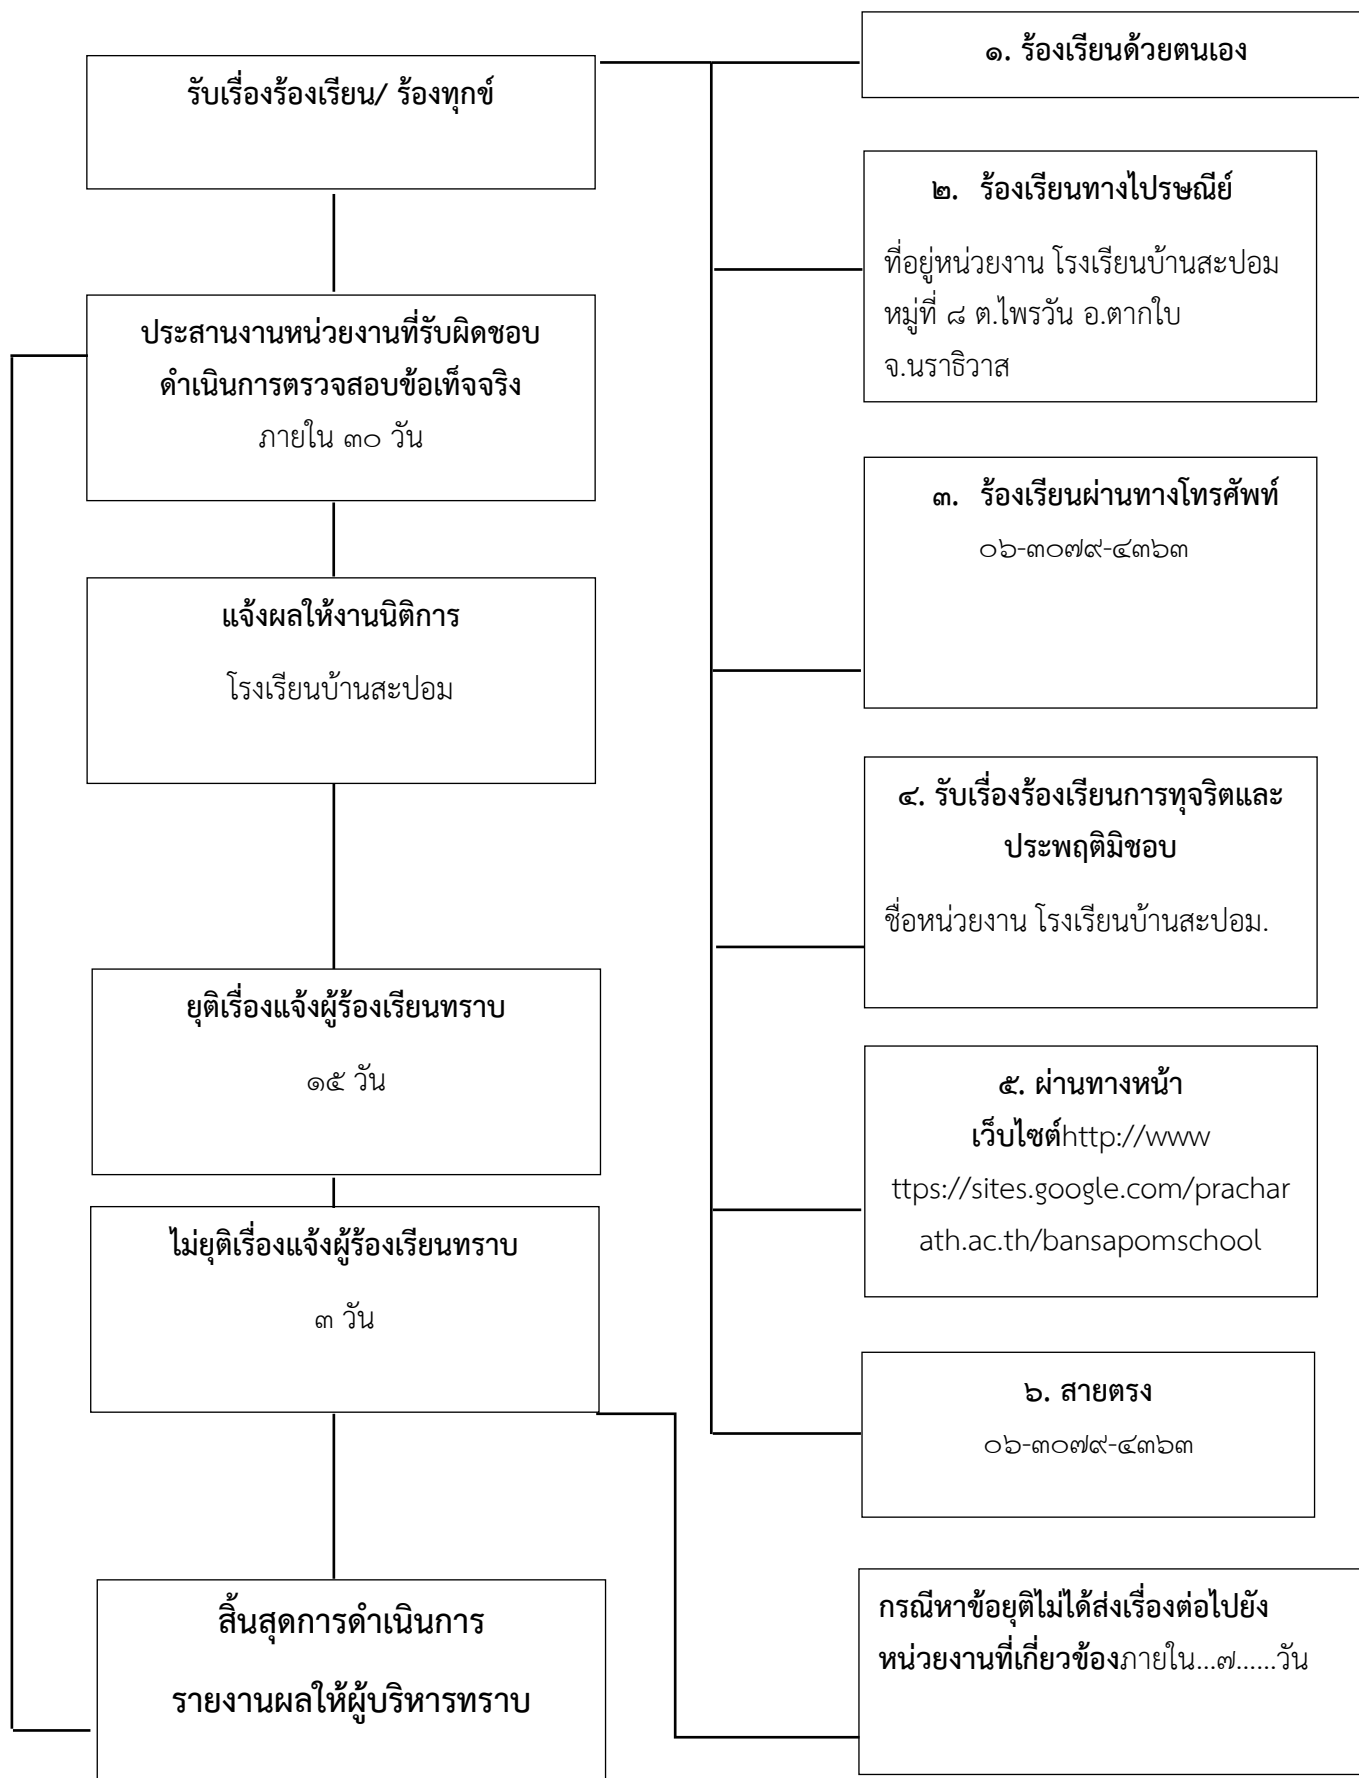 รับเรื่องร้องเรียน/ ร้องทุกข์
ประสานงานหน่วยงานที่รับผิดชอบ
ดำเนินการตรวจสอบข้อเท็จจริง
ภายใน ๓๐ วัน
แจ้งผลให้งานนิติการ
โรงเรียนบ้านสะปอม
ยุติเรื่องแจ้งผู้ร้องเรียนทราบ
๑๕ วัน
ไม่ยุติเรื่องแจ้งผู้ร้องเรียนทราบ
๓ วัน
สิ้นสุดการดำเนินการ
รายงานผลให้ผู้บริหารทราบ
๑. ร้องเรียนด้วยตนเอง
๒. ร้องเรียนทางไปรษณีย์
ที่อยู่หน่วยงาน โรงเรียนบ้านสะปอม
หมู่ที่ ๘ ต.ไพรวัน อ.ตากใบ
จ.นราธิวาส
๓. ร้องเรียนผ่านทางโทรศัพท์
๐๖-๓๐๗๙-๔๓๖๓
๔. รับเรื่องร้องเรียนการทุจริตและ
ประพฤติมิชอบ
ชื่อหน่วยงาน โรงเรียนบ้านสะปอม.
๕. ผ่านทางหน้า
เว็บไซต์http://www
ttps://sites.google.com/prachar
ath.ac.th/bansapomschool
๖. สายตรง
๐๖-๓๐๗๙-๔๓๖๓
กรณีหาข้อยุติไม่ได้ส่งเรื่องต่อไปยัง
หน่วยงานที่เกี่ยวข้องภายใน...๗......วัน